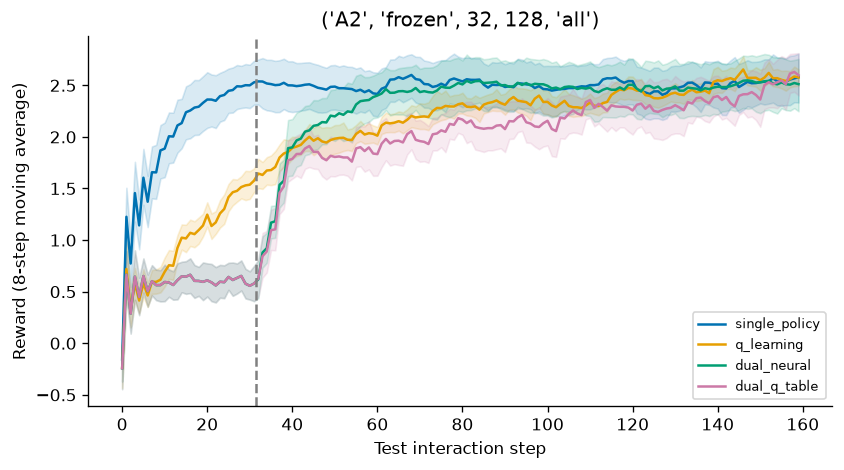 ('A2', 'frozen', 32, 128, 'all')
Reward (8-step moving average)
2.5
2.0
1.5
1.0
0.5
0.0
−0.5
single_policy
q_learning
dual_neural
dual_q_table
0 20 40 60 80 100 120 140 160
Test interaction step